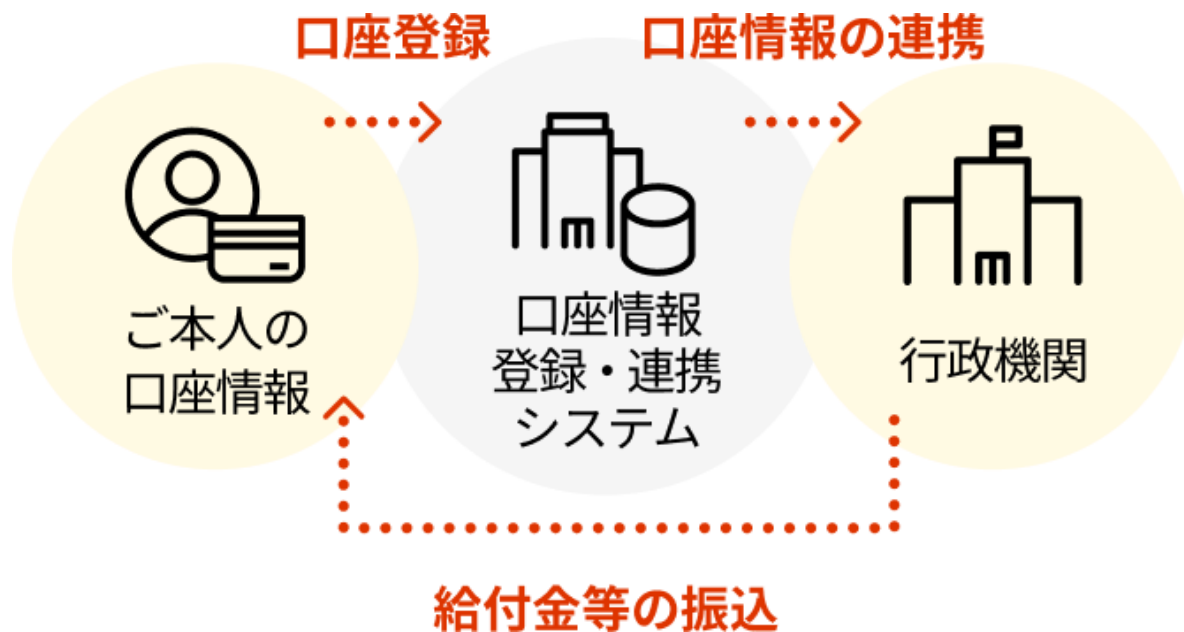 口座登録
口座情報の連携
ご本人の
口座情報
口座情報
登録・連携
システム
行政機関
給付金等の振込